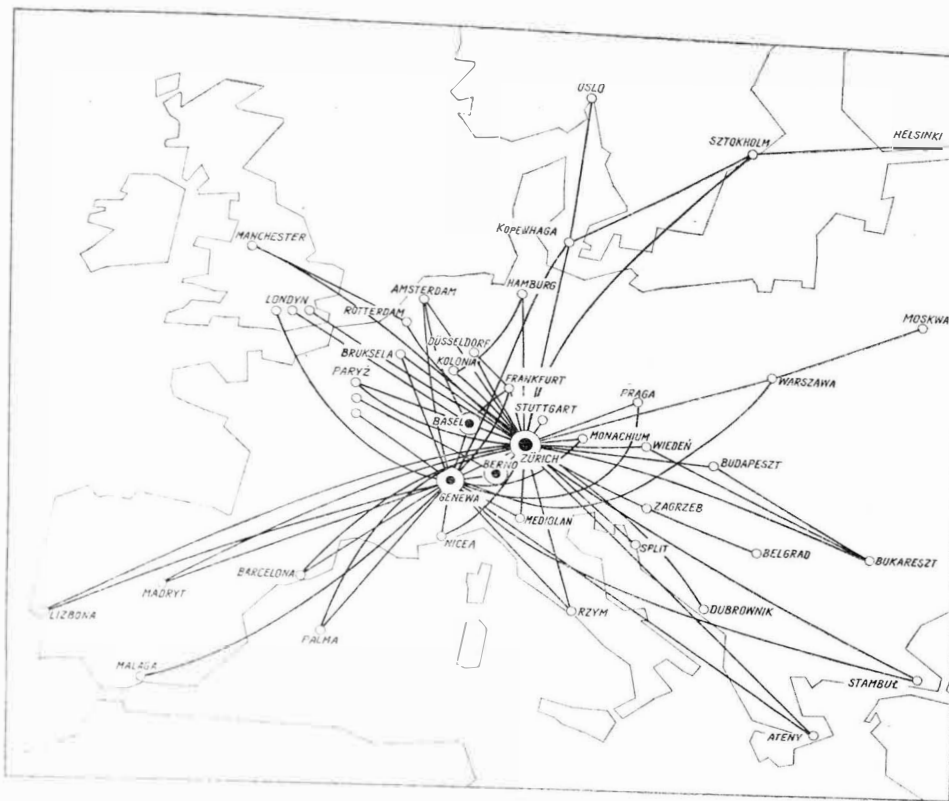 OSLO
HELSINKI
SZTOKHOLM
KOPENHAGA
MANCHESTER
HAMBURG
AMSTERDAM
LONDYN
ROTTERDAM
MOSKWA
DÜSSELDORF
BRUKSELA
KOLONIA
PARYŻ
FRANKFURT
WARSZAWA
PRAGA
STUTTGART
BASEL
MONACHIUM
WIEDEŃ
ZÜRICH
BERNO
BUDAPESZT
GENEWA
ZAGRZEB
MEDIOLAN
NICEA
SPLIT
BELGRAD
BUKARESZT
BARCELONA
MADRYT
LIZBONA
RZYM
DUBROWNIK
PALMA
MALAGA
STAMBUŁ
ATENY